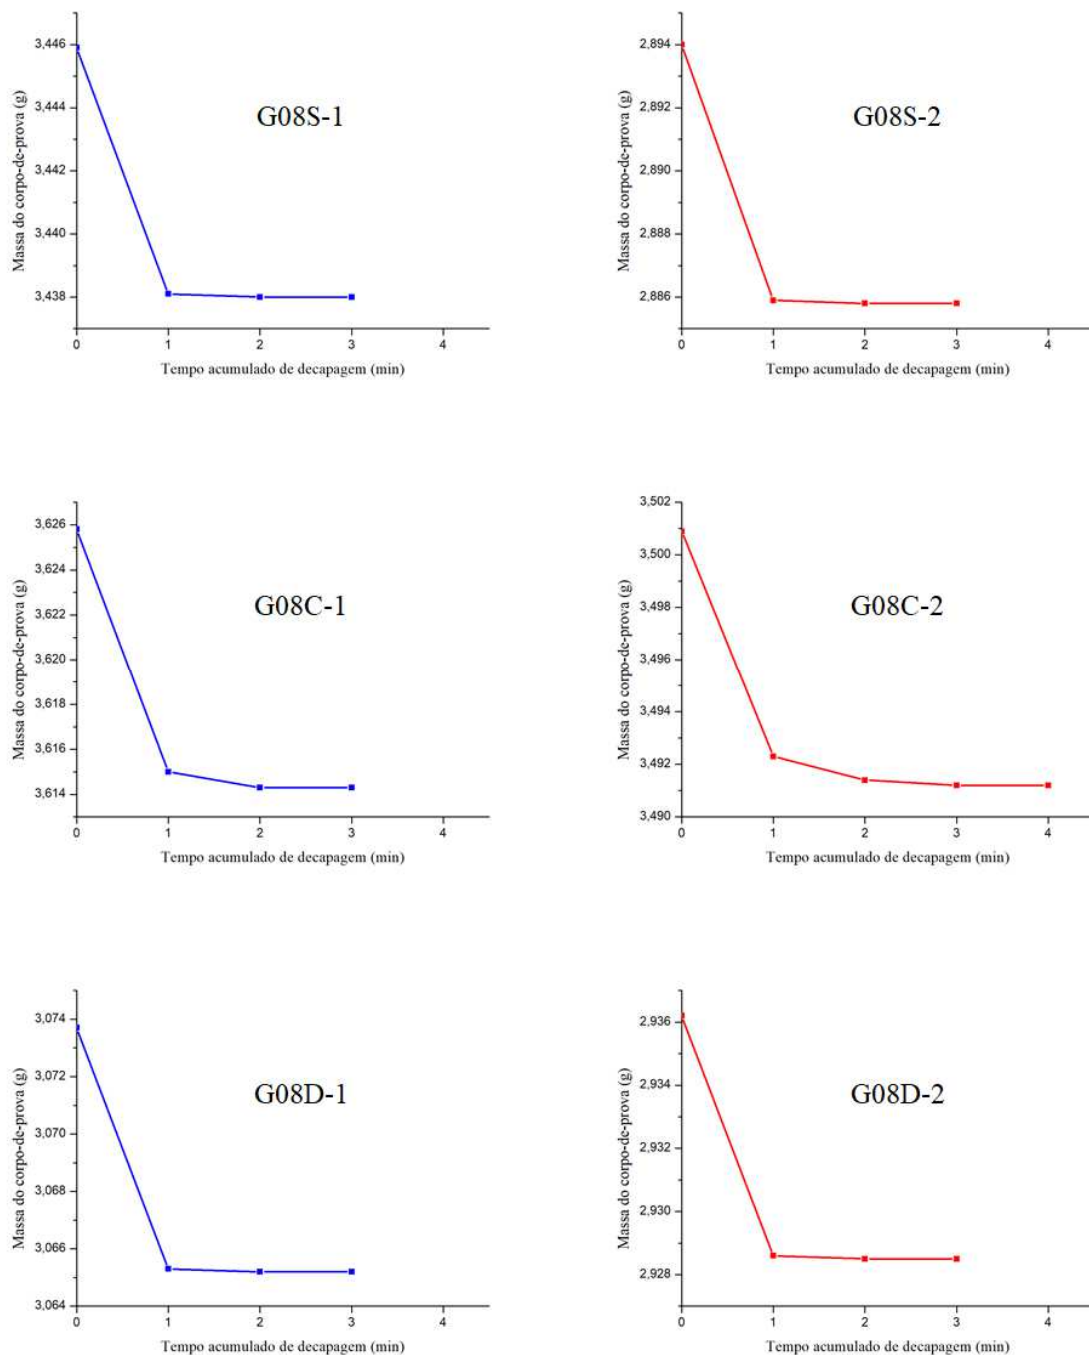 G08S-1
Massa do corpo-de-prova (g)
3,446
3,444
3,442
3,440
3,438
0 1 2 3 4
Tempo acumulado de decapagem (min)
G08S-2
Massa do corpo-de-prova (g)
2,894
2,892
2,890
2,888
2,886
0 1 2 3 4
Tempo acumulado de decapagem (min)
G08C-1
Massa do corpo-de-prova (g)
3,626
3,624
3,622
3,620
3,618
3,616
3,614
0 1 2 3 4
Tempo acumulado de decapagem (min)
G08C-2
Massa do corpo-de-prova (g)
3,502
3,500
3,498
3,496
3,494
3,492
3,490
0 1 2 3 4
Tempo acumulado de decapagem (min)
G08D-1
Massa do corpo-de-prova (g)
3,074
3,072
3,070
3,068
3,066
3,064
0 1 2 3 4
Tempo acumulado de decapagem (min)
G08D-2
Massa do corpo-de-prova (g)
2,936
2,934
2,932
2,930
2,928
0 1 2 3 4
Tempo acumulado de decapagem (min)